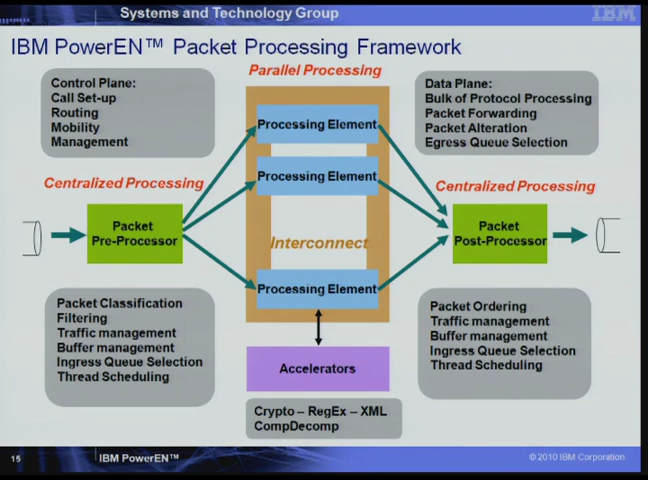 Systems and Technology Group
IBM
IBM PowerEN™ Packet Processing Framework
Parallel Processing
Control Plane:
Call Set-up
Routing
Mobility
Management
Data Plane:
Bulk of Protocol Processing
Packet Forwarding
Packet Alteration
Egress Queue Selection
Processing Element
Processing Element
Centralized Processing
Centralized Processing
Packet
Pre-Processor
Packet
Post-Processor
Interconnect
Processing Element
Packet Classification
Filtering
Traffic management
Buffer management
Ingress Queue Selection
Thread Scheduling
Packet Ordering
Traffic management
Buffer management
Ingress Queue Selection
Thread Scheduling
Accelerators
Crypto – RegEx – XML
CompDecomp
15
IBM PowerEN™
© 2010 IBM Corporation